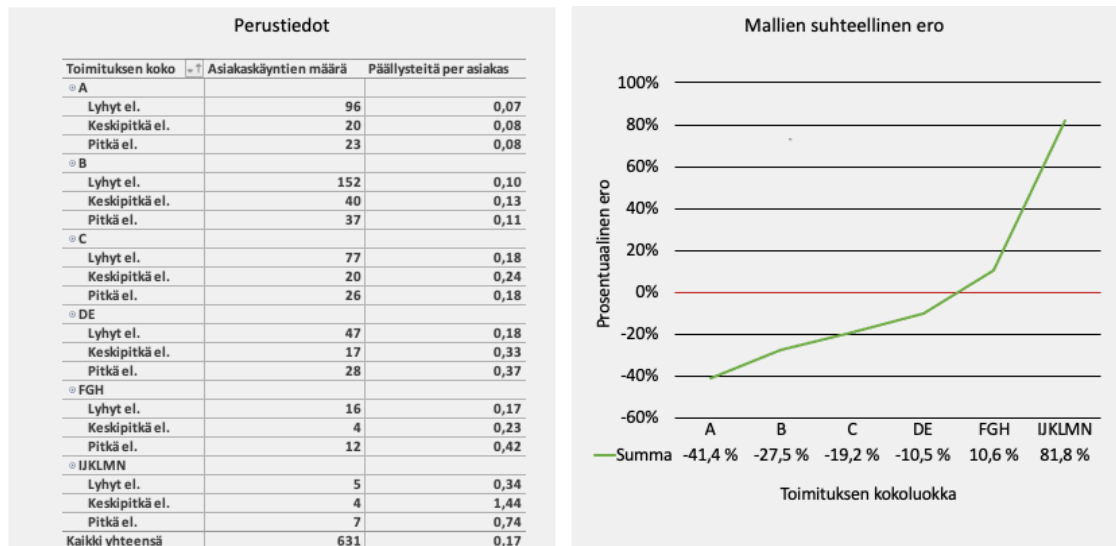 Perustiedot
Toimituksen koko Asiakaskäyntien määrä Päällysteitä per asiakas
A
Lyhyt el. 96 0,07
Keskipitkä el. 20 0,08
Pitkä el. 23 0,08
B
Lyhyt el. 152 0,10
Keskipitkä el. 40 0,13
Pitkä el. 37 0,11
C
Lyhyt el. 77 0,18
Keskipitkä el. 20 0,24
Pitkä el. 26 0,18
DE
Lyhyt el. 47 0,18
Keskipitkä el. 17 0,33
Pitkä el. 28 0,37
FGH
Lyhyt el. 16 0,17
Keskipitkä el. 4 0,23
Pitkä el. 12 0,42
IJKLMN
Lyhyt el. 5 0,34
Keskipitkä el. 4 1,44
Pitkä el. 7 0,74
Kaikki yhteensä 631 0,17
Mallien suhteellinen ero
Prosentuaalinen ero
100%
80%
60%
40%
20%
0%
-20%
-40%
-60%
A B C DE FGH IJKLMN
Summa -41,4 % -27,5 % -19,2 % -10,5 % 10,6 % 81,8 %
Toimituksen kokoluokka